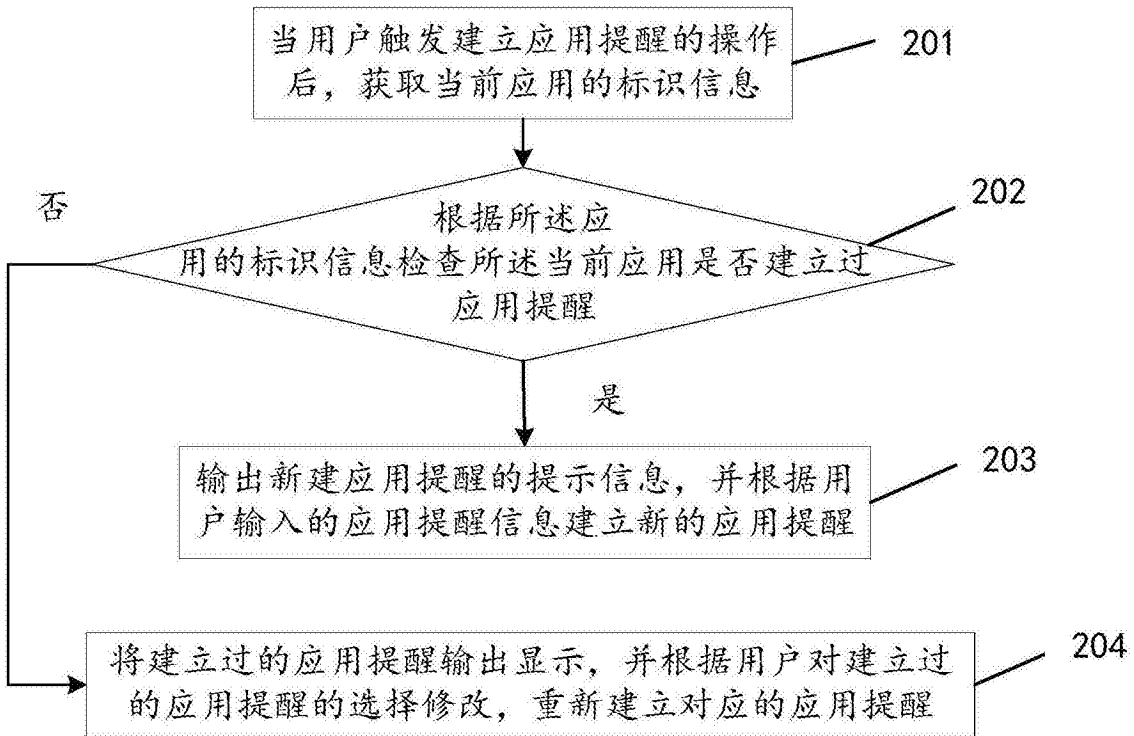 当用户触发建立应用提醒的操作
后，获取当前应用的标识信息
201
否
202
根据所述应
用的标识信息检查所述当前应用是否建立过
应用提醒
是
203
输出新建应用提醒的提示信息，并根据用
户输入的应用提醒信息建立新的应用提醒
204
将建立过的应用提醒输出显示，并根据用户对建立过
的应用提醒的选择修改，重新建立对应的应用提醒